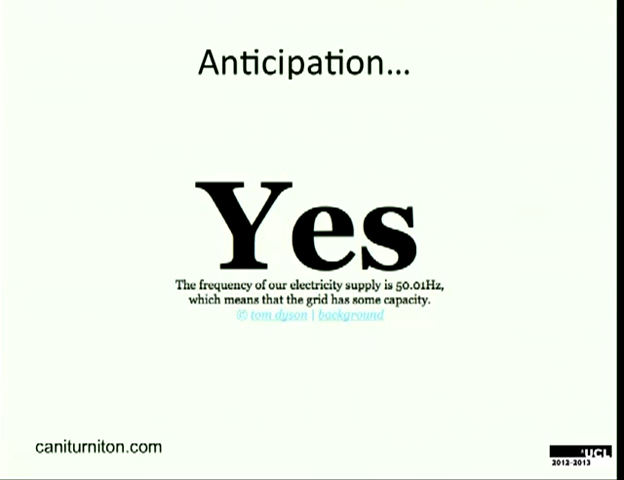 Anticipation...
Yes
The frequency of our electricity supply is 50.01Hz,
which means that the grid has some capacity.
© tom dyson | background
caniturniton.com
UCL
2012-2013